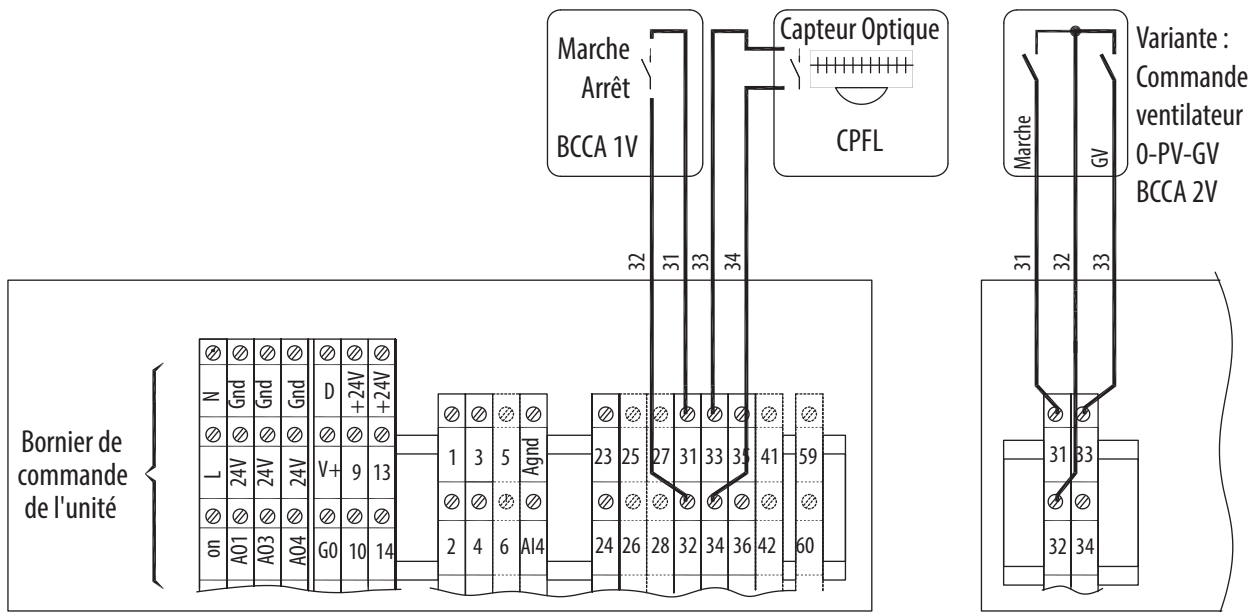 Marche
Arrêt
BCCA 1V
Capteur Optique
CPFL
Marche
GV
Variante :
Commande
ventilateur
0-PV-GV
BCCA 2V
32
31
33
34
31
32
33
Bornier de
commande
de l'unité
N Gnd Gnd Gnd D +24V +24V
L 24V 24V 24V V+ 9 13
on AO1 AO3 AO4 G0 10 14
1 3 5 Agnd
2 4 6 AI4
23 25 27 31 33 35 41 59
24 26 28 32 34 36 42 60
31 33
32 34